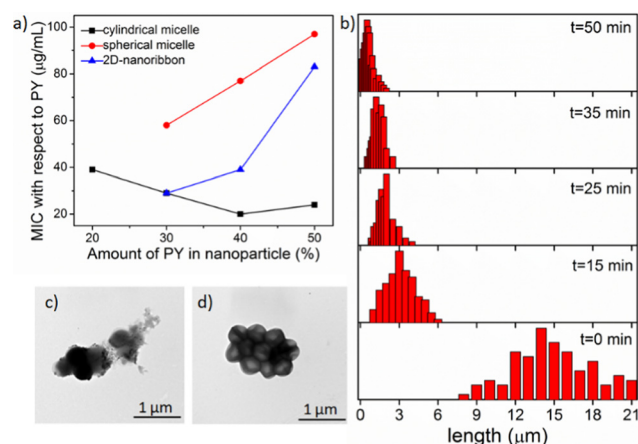 a)
cylindrical micelle
spherical micelle
2D-nanoribbon
MIC with respect to PY (μg/mL)
100
80
60
40
20
20 30 40 50
Amount of PY in nanoparticle (%)
b)
t=50 min
t=35 min
t=25 min
t=15 min
t=0 min
0 3 6 9 12 15 18 21
length (μm)
c)
1 μm
d)
1 μm